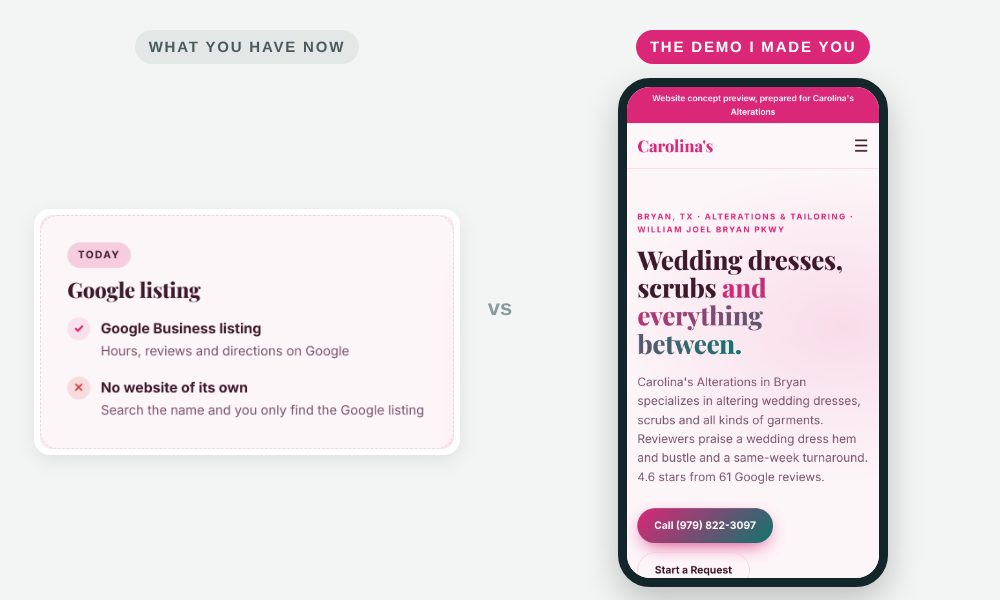 WHAT YOU HAVE NOW
TODAY
Google listing
Google Business listing
Hours, reviews and directions on Google
No website of its own
Search the name and you only find the Google listing
vs
THE DEMO I MADE YOU
Website concept preview, prepared for Carolina's
Alterations
Carolina's
BRYAN, TX · ALTERATIONS & TAILORING ·
WILLIAM JOEL BRYAN PKWY
Wedding dresses,
scrubs and
everything
between.
Carolina's Alterations in Bryan
specializes in altering wedding dresses,
scrubs and all kinds of garments.
Reviewers praise a wedding dress hem
and bustle and a same-week turnaround.
4.6 stars from 61 Google reviews.
Call (979) 822-3097
Start a Request